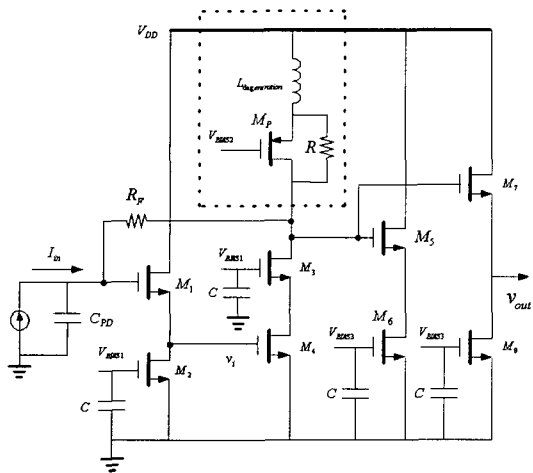 V_DD
L_degeneration
M_P
V_BIAS2
R
R_F
M_7
I_in
V_BIAS1
M_5
M_1
M_3
C
C_PD
M_6
v_out
V_BIAS1
V_BIAS3
V_BIAS3
v_i
M_4
M_8
M_2
C
C
C